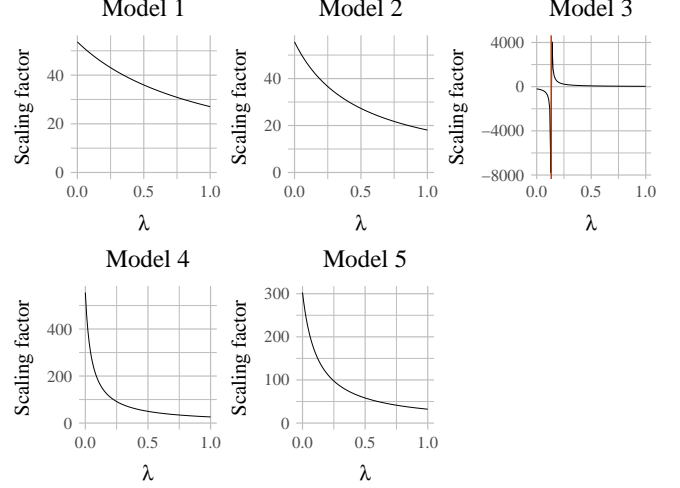 Model 1
Model 2
Model 3
Scaling factor
40
20
0
0.0 0.5 1.0
λ
Scaling factor
40
20
0
0.0 0.5 1.0
λ
Scaling factor
4000
0
−4000
−8000
0.0 0.5 1.0
λ
Model 4
Model 5
Scaling factor
400
200
0
0.0 0.5 1.0
λ
Scaling factor
300
200
100
0
0.0 0.5 1.0
λ